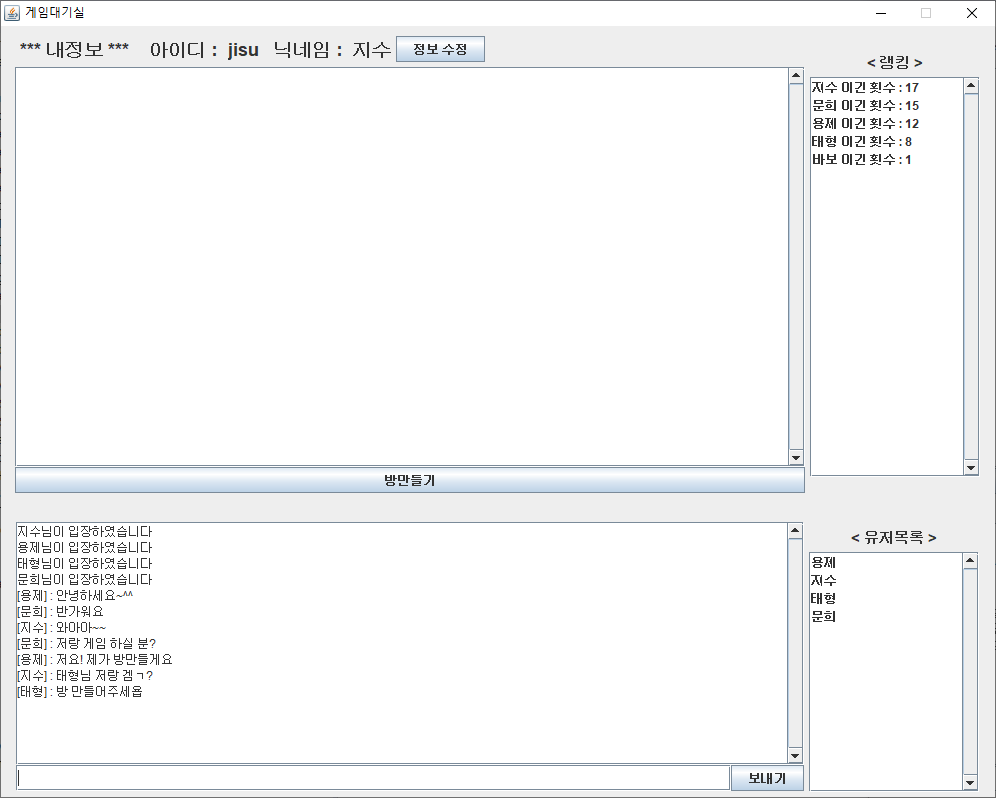 게임대기실
*** 내정보 *** 아이디 : jisu 닉네임 : 지수 정보 수정
< 랭킹 >
지수 이긴 횟수 : 17
문희 이긴 횟수 : 15
용제 이긴 횟수 : 12
태형 이긴 횟수 : 8
바보 이긴 횟수 : 1
방만들기
지수님이 입장하였습니다
용제님이 입장하였습니다
태형님이 입장하였습니다
문희님이 입장하였습니다
[용제] : 안녕하세요~^^
[문희] : 반가워요
[지수] : 와아아~~
[문희] : 저랑 게임 하실 분?
[용제] : 저요! 제가 방만들게요
[지수] : 태형님 저랑 겜ㄱ?
[태형] : 방 만들어주세욥
보내기
< 유저목록 >
용제
지수
태형
문희